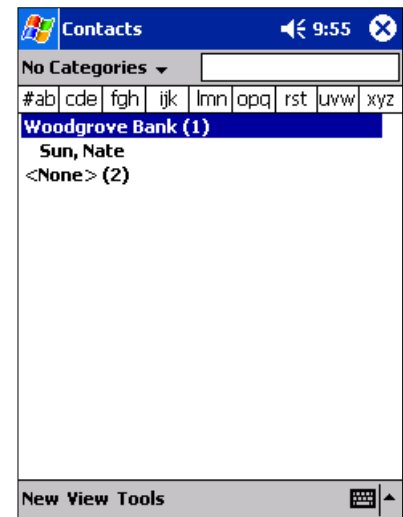 Contacts 9:55
No Categories
#ab cde fgh ijk lmn opq rst uvw xyz
Woodgrove Bank (1)
Sun, Nate
<None> (2)
New View Tools